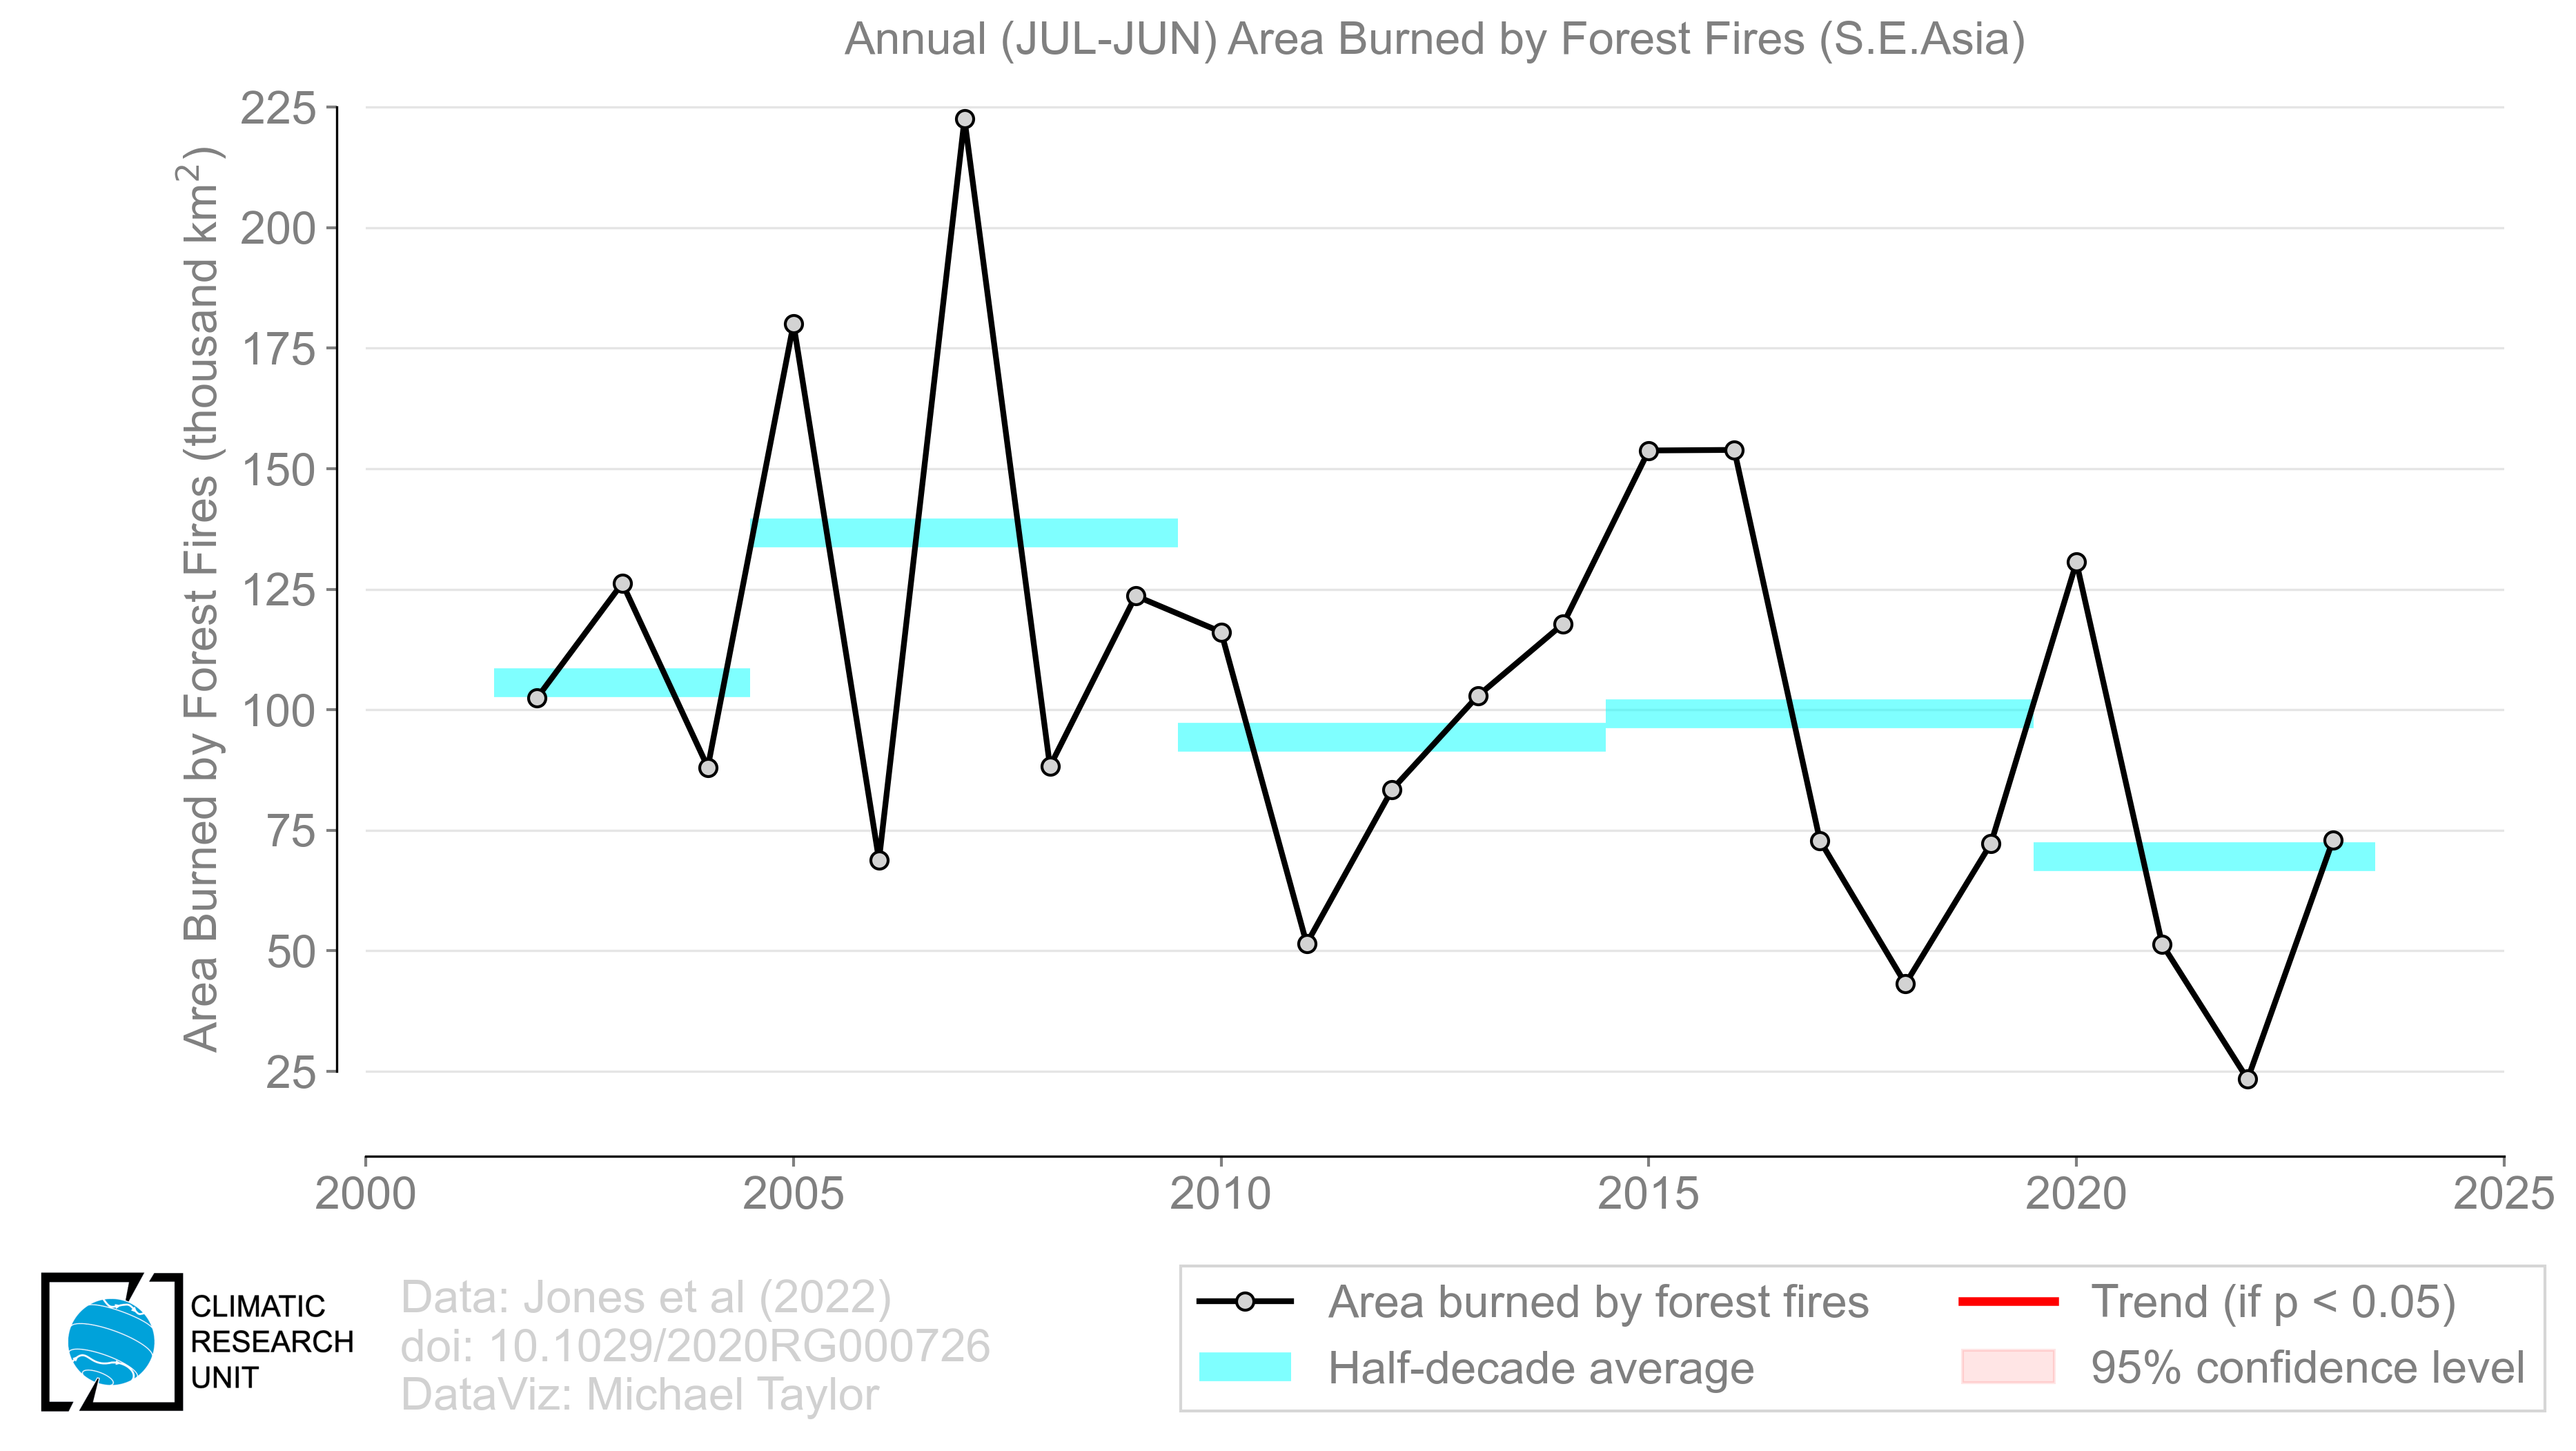 Annual (JUL-JUN) Area Burned by Forest Fires (S.E.Asia)
Area Burned by Forest Fires (thousand km²)
225
200
175
150
125
100
75
50
25
2000
2005
2010
2015
2020
2025
CLIMATIC
RESEARCH
UNIT
Data: Jones et al (2022)
doi: 10.1029/2020RG000726
DataViz: Michael Taylor
Area burned by forest fires
Half-decade average
Trend (if p < 0.05)
95% confidence level